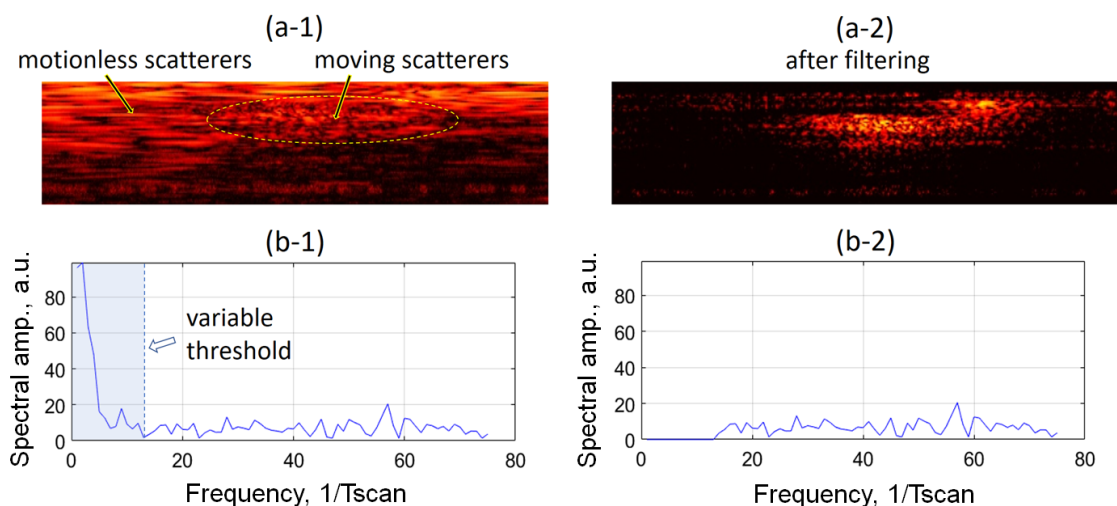 (a-1)
motionless scatterers
moving scatterers
(a-2)
after filtering
(b-1)
Spectral amp., a.u.
80
60
40
20
0
variable
threshold
0
20
40
60
80
Frequency, 1/Tscan
(b-2)
Spectral amp., a.u.
80
60
40
20
0
0
20
40
60
80
Frequency, 1/Tscan